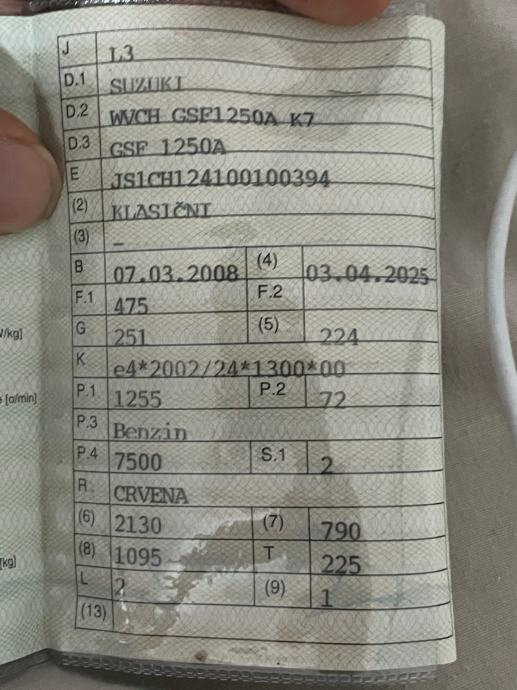 J L3
D.1 SUZUKI
D.2 WVCH GSF1250A K7
D.3 GSF 1250A
E JS1CH124100100394
(2) KLASIČNI
(3) –
B 07.03.2008 (4) 03.04.2025
F.1 475 F.2
G 251 (5) 224
/kg]
K e4*2002/24*1300*00
[o/min] P.1 1255 P.2 72
P.3 Benzin
P.4 7500 S.1 2
R CRVENA
(6) 2130 (7) 790
[kg] (8) 1095 T 225
L 2 (9) 1
(13)